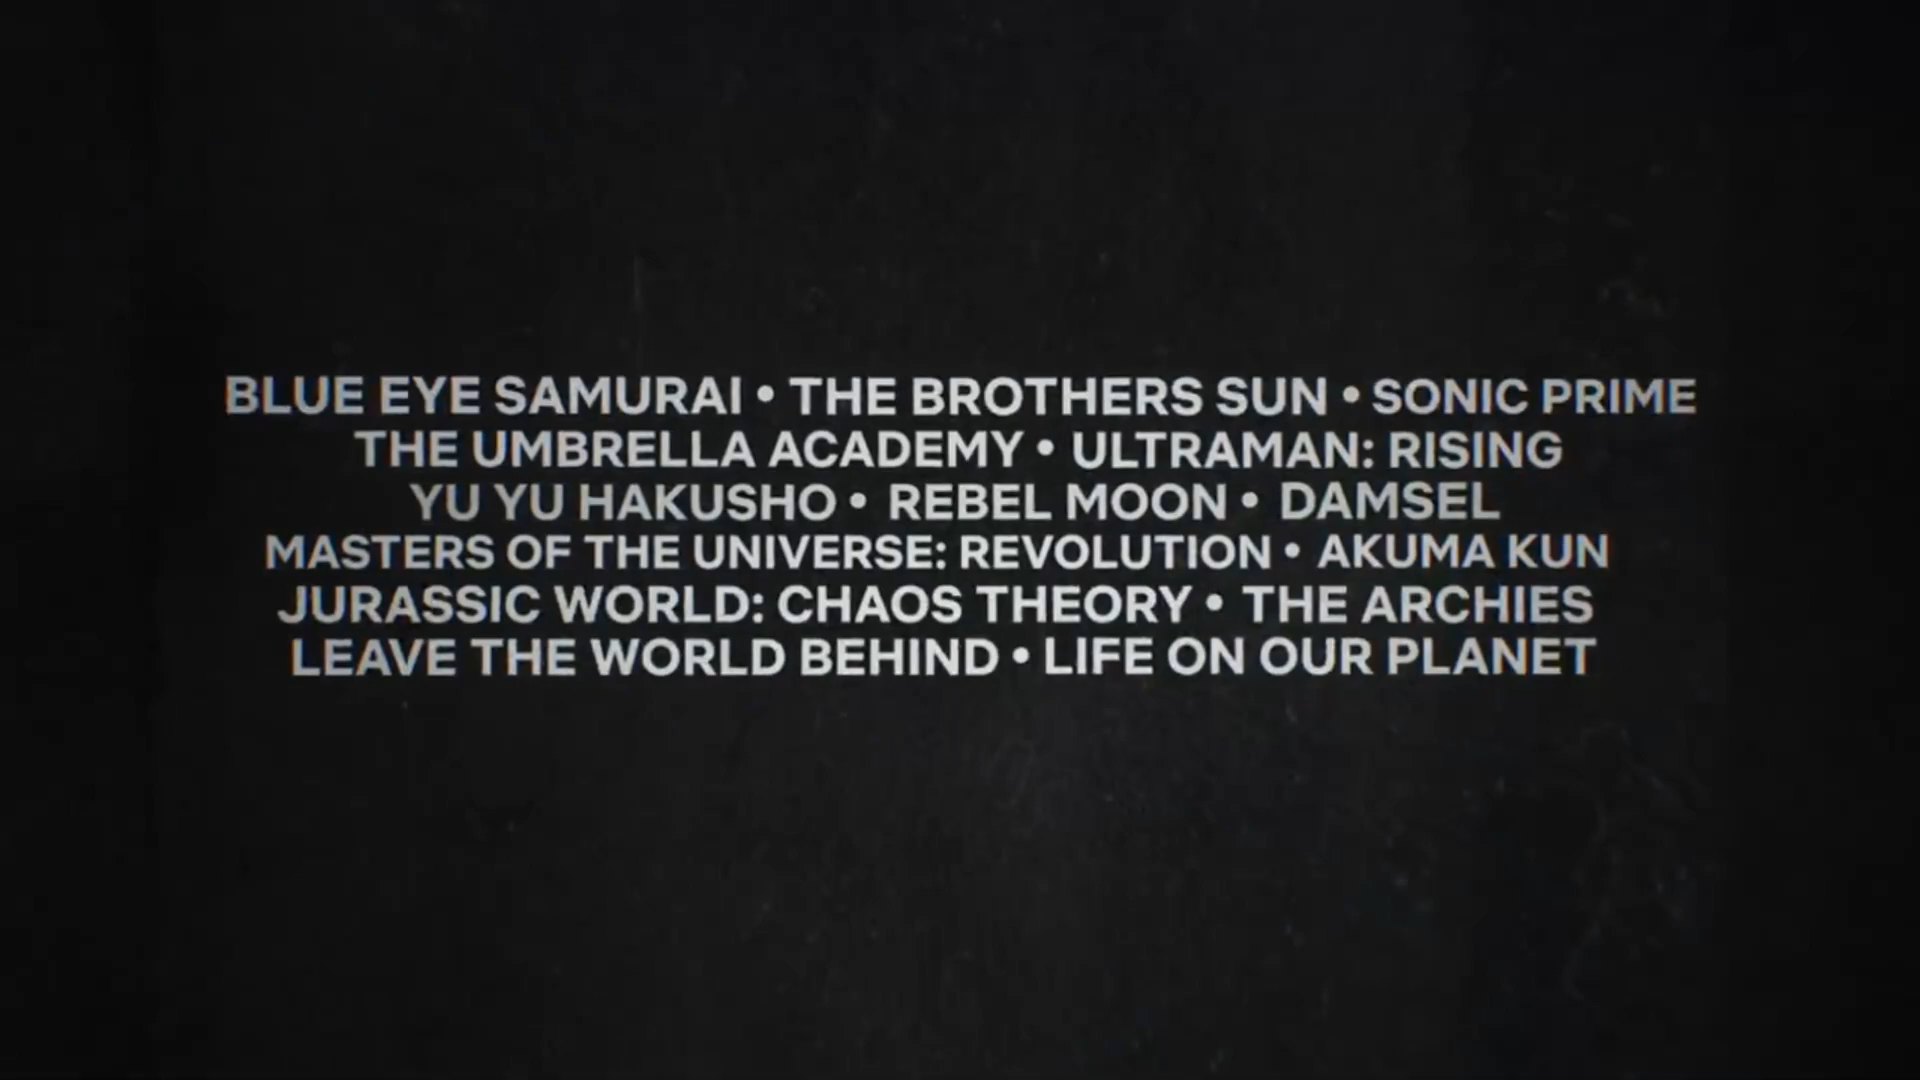 BLUE EYE SAMURAI • THE BROTHERS SUN • SONIC PRIME
THE UMBRELLA ACADEMY • ULTRAMAN: RISING
YU YU HAKUSHO • REBEL MOON • DAMSEL
MASTERS OF THE UNIVERSE: REVOLUTION • AKUMA KUN
JURASSIC WORLD: CHAOS THEORY • THE ARCHIES
LEAVE THE WORLD BEHIND • LIFE ON OUR PLANET